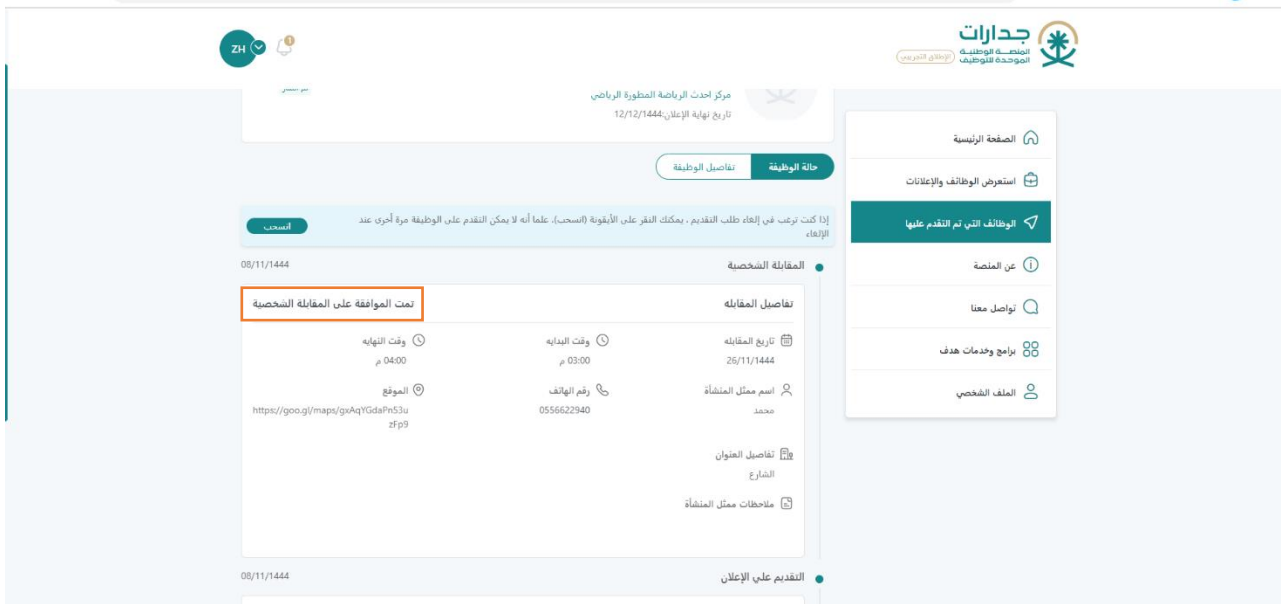 جدارات
المنصة الوطنية
الموحدة للتوظيف
ZH
1
مركز احدث الرياضة المطورة الرياضي
تاريخ نهاية الإعلان:12/12/1444
حالة الوظيفة
تفاصيل الوظيفة
إذا كنت ترغب في إلغاء طلب التقديم ، يمكنك النقر على الأيقونة (انسحب)، علما أنه لا يمكن التقدم على الوظيفة مرة أخرى عند
الإلغاء
انسحب
المقابلة الشخصية
08/11/1444
تفاصيل المقابله
تمت الموافقة على المقابلة الشخصية
تاريخ المقابله
وقت البدايه
وقت النهايه
26/11/1444
03:00 م
04:00 م
اسم ممثل المنشأة
رقم الهاتف
الموقع
محمد
0556622940
https://goo.gl/maps/gxAqYGdaPn53u
zFp9
تفاصيل العنوان
الشارع
ملاحظات ممثل المنشأة
التقديم علي الإعلان
08/11/1444
الصفحة الرئيسية
استعرض الوظائف والإعلانات
الوظائف التي تم التقدم عليها
عن المنصة
تواصل معنا
برامج وخدمات هدف
الملف الشخصي